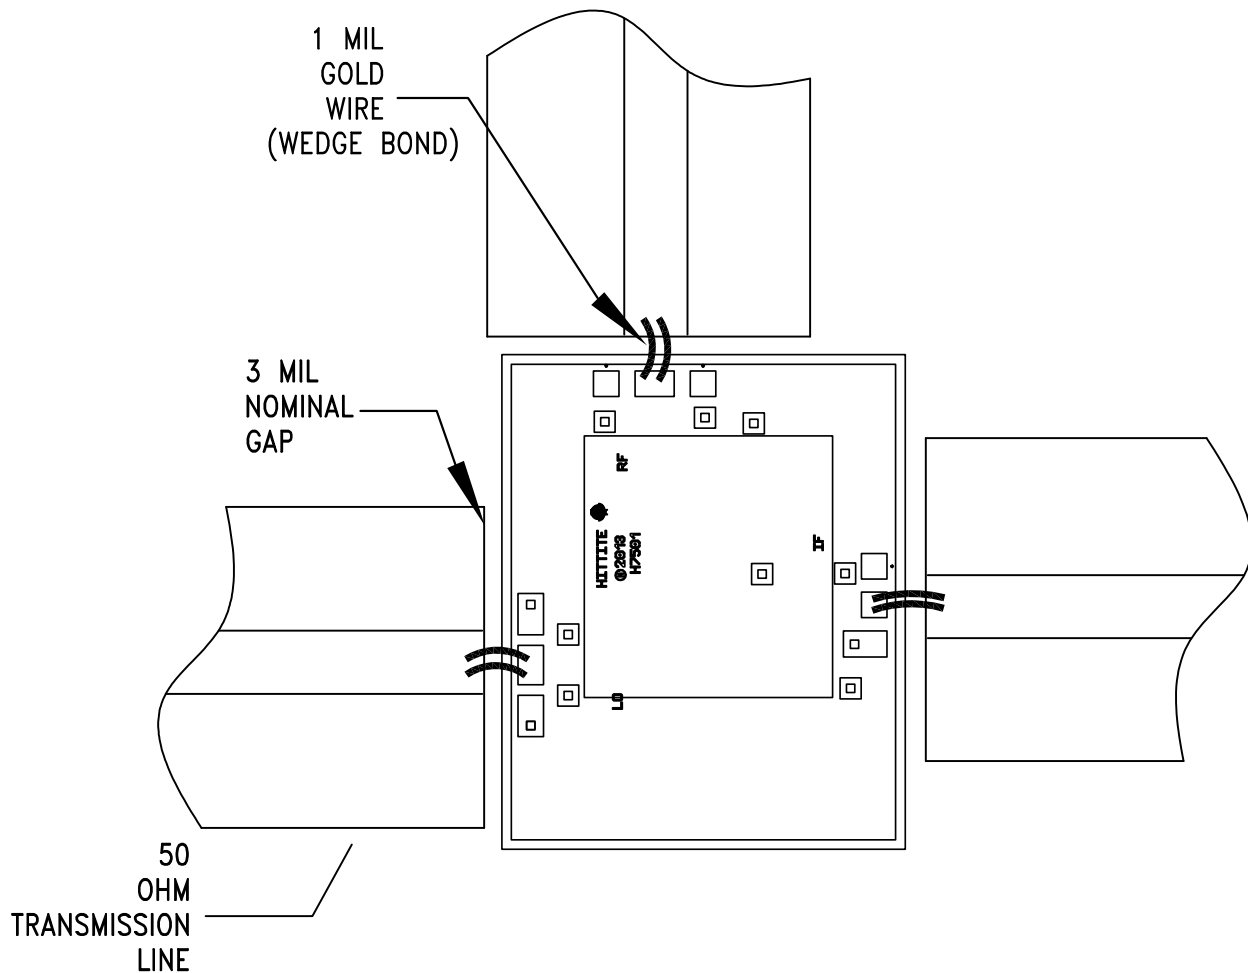 1 MIL
GOLD
WIRE
(WEDGE BOND)
3 MIL
NOMINAL
GAP
RF
HITTITE
©2013
H7501
IF
LO
50
OHM
TRANSMISSION
LINE